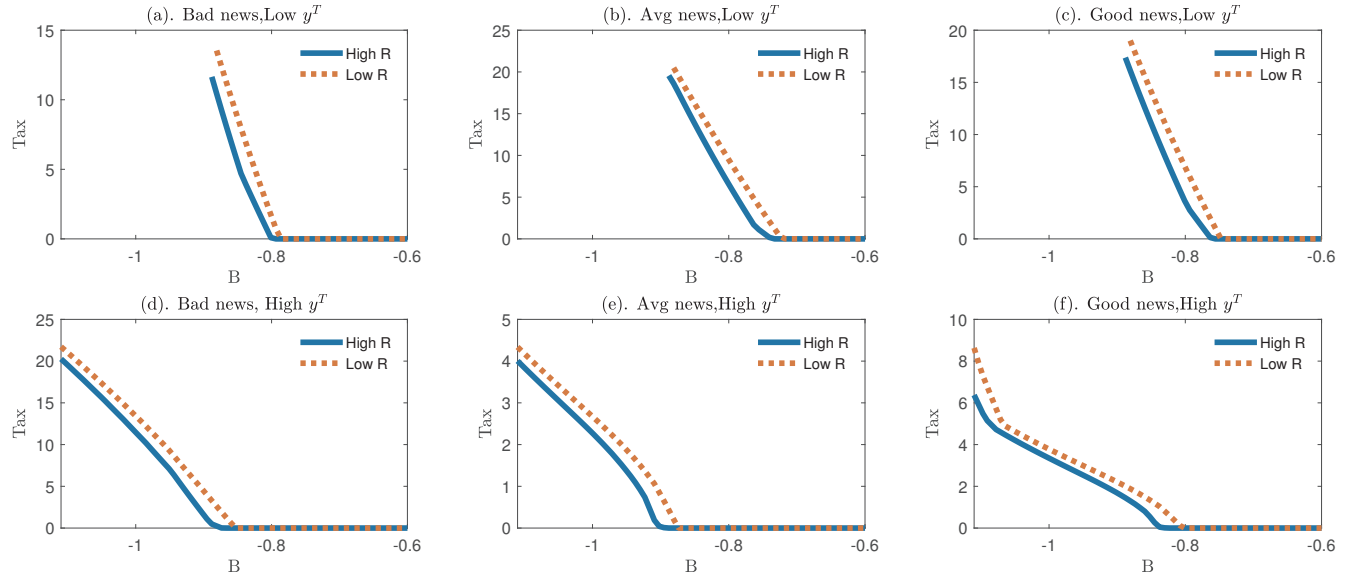 (a). Bad news,Low y^T
15
10
5
0
Tax
-1
-0.8
-0.6
B
High R
Low R
(b). Avg news,Low y^T
25
20
15
10
5
0
Tax
-1
-0.8
-0.6
B
High R
Low R
(c). Good news,Low y^T
20
15
10
5
0
Tax
-1
-0.8
-0.6
B
High R
Low R
(d). Bad news, High y^T
25
20
15
10
5
0
Tax
-1
-0.8
-0.6
B
High R
Low R
(e). Avg news,High y^T
5
4
3
2
1
0
Tax
-1
-0.8
-0.6
B
High R
Low R
(f). Good news,High y^T
10
8
6
4
2
0
Tax
-1
-0.8
-0.6
B
High R
Low R